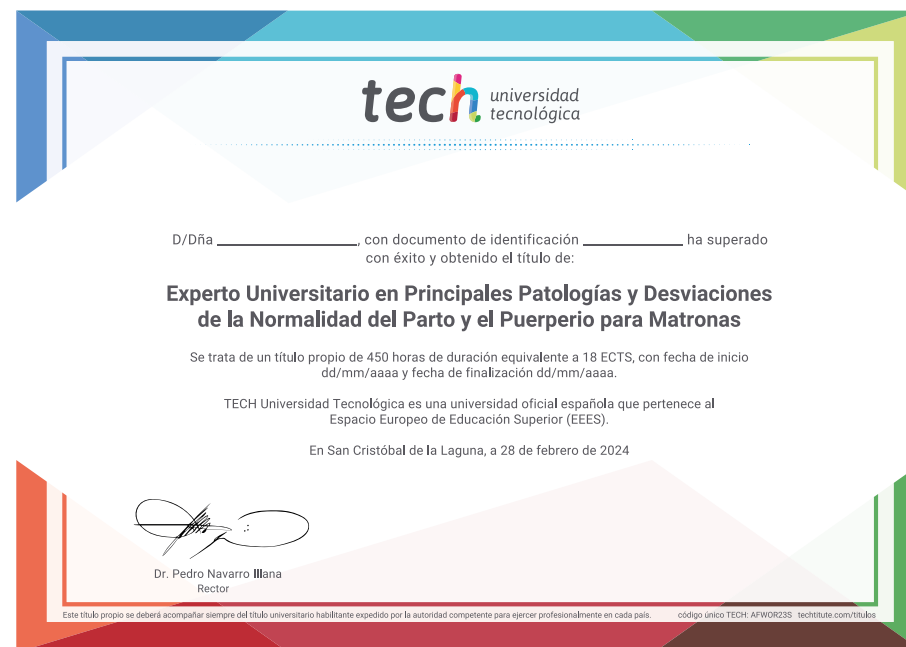 tech universidad
tecnológica
D/Dña ______________, con documento de identificación __________ ha superado
con éxito y obtenido el título de:
Experto Universitario en Principales Patologías y Desviaciones
de la Normalidad del Parto y el Puerperio para Matronas
Se trata de un título propio de 450 horas de duración equivalente a 18 ECTS, con fecha de inicio
dd/mm/aaaa y fecha de finalización dd/mm/aaaa.
TECH Universidad Tecnológica es una universidad oficial española que pertenece al
Espacio Europeo de Educación Superior (EEES).
En San Cristóbal de la Laguna, a 28 de febrero de 2024
Dr. Pedro Navarro Illana
Rector
Este título propio se deberá acompañar siempre del título universitario habilitante expedido por la autoridad competente para ejercer profesionalmente en cada país. código único TECH: AFWOR23S techtitute.com/titulos